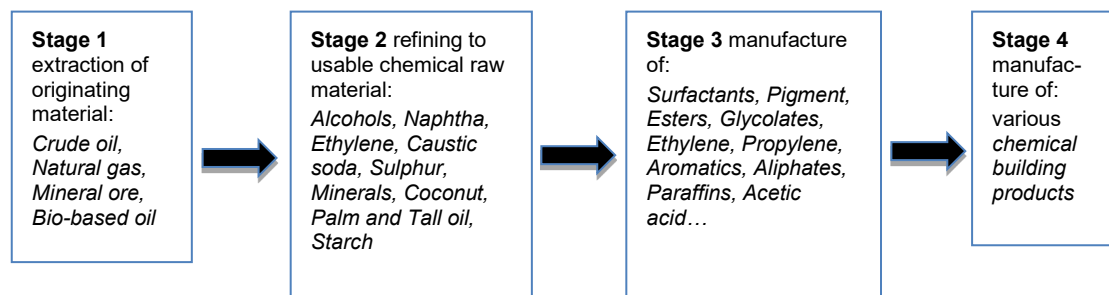 Stage 1
extraction of
originating
material:
Crude oil,
Natural gas,
Mineral ore,
Bio-based oil
Stage 2 refining to
usable chemical raw
material:
Alcohols, Naphtha,
Ethylene, Caustic
soda, Sulphur,
Minerals, Coconut,
Palm and Tall oil,
Starch
Stage 3 manufacture
of:
Surfactants, Pigment,
Esters, Glycolates,
Ethylene, Propylene,
Aromatics, Aliphates,
Paraffins, Acetic
acid…
Stage 4
manufac-
ture of:
various
chemical
building
products